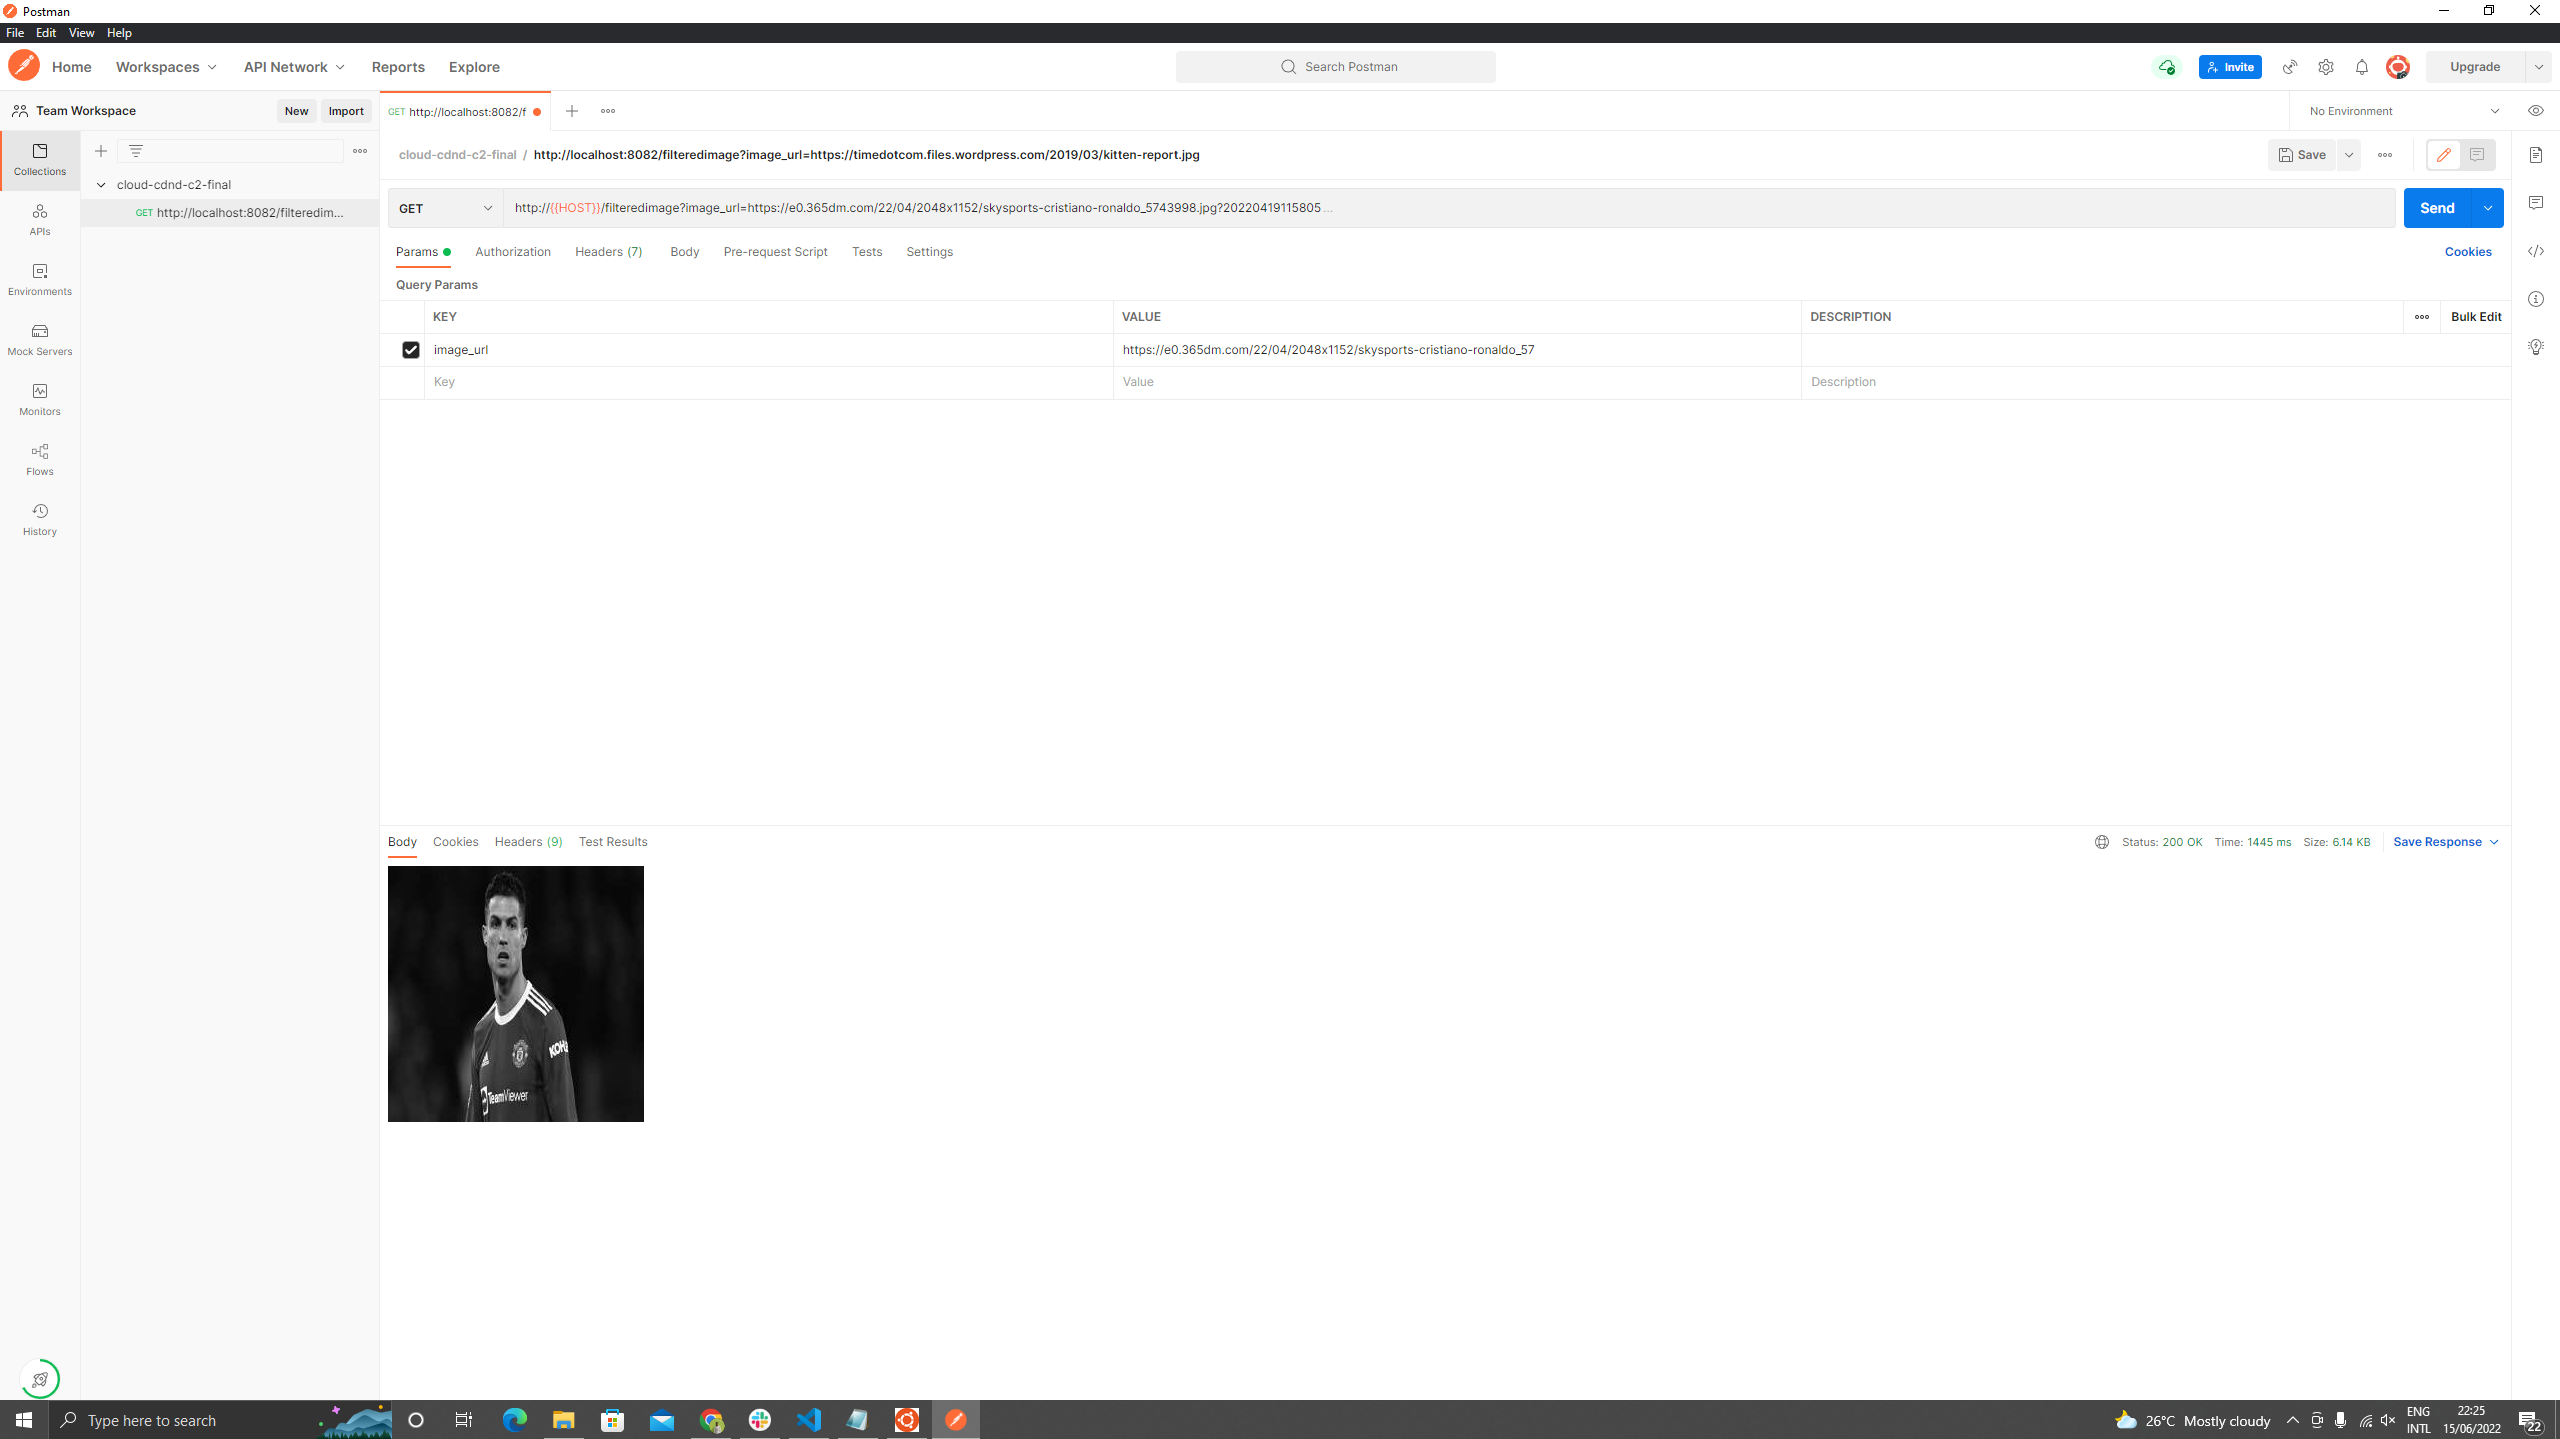 Postman
File Edit View Help
Home Workspaces API Network Reports Explore
Search Postman
Invite
Upgrade
Team Workspace
New Import
GET http://localhost:8082/f
No Environment
cloud-cdnd-c2-final / http://localhost:8082/filteredimage?image_url=https://timedotcom.files.wordpress.com/2019/03/kitten-report.jpg
Save
Collections
cloud-cdnd-c2-final
GET http://localhost:8082/filteredim...
APIs
Environments
Mock Servers
Monitors
Flows
History
GET http://{{HOST}}/filteredimage?image_url=https://e0.365dm.com/22/04/2048x1152/skysports-cristiano-ronaldo_5743998.jpg?20220419115805 ...
Send
Params Authorization Headers (7) Body Pre-request Script Tests Settings
Cookies
Query Params
KEY VALUE DESCRIPTION
Bulk Edit
image_url https://e0.365dm.com/22/04/2048x1152/skysports-cristiano-ronaldo_57
Key Value Description
Body Cookies Headers (9) Test Results
Status: 200 OK Time: 1445 ms Size: 6.14 KB Save Response
KOH
TeamViewer
Type here to search
26°C Mostly cloudy
ENG
INTL
22:25
15/06/2022
22